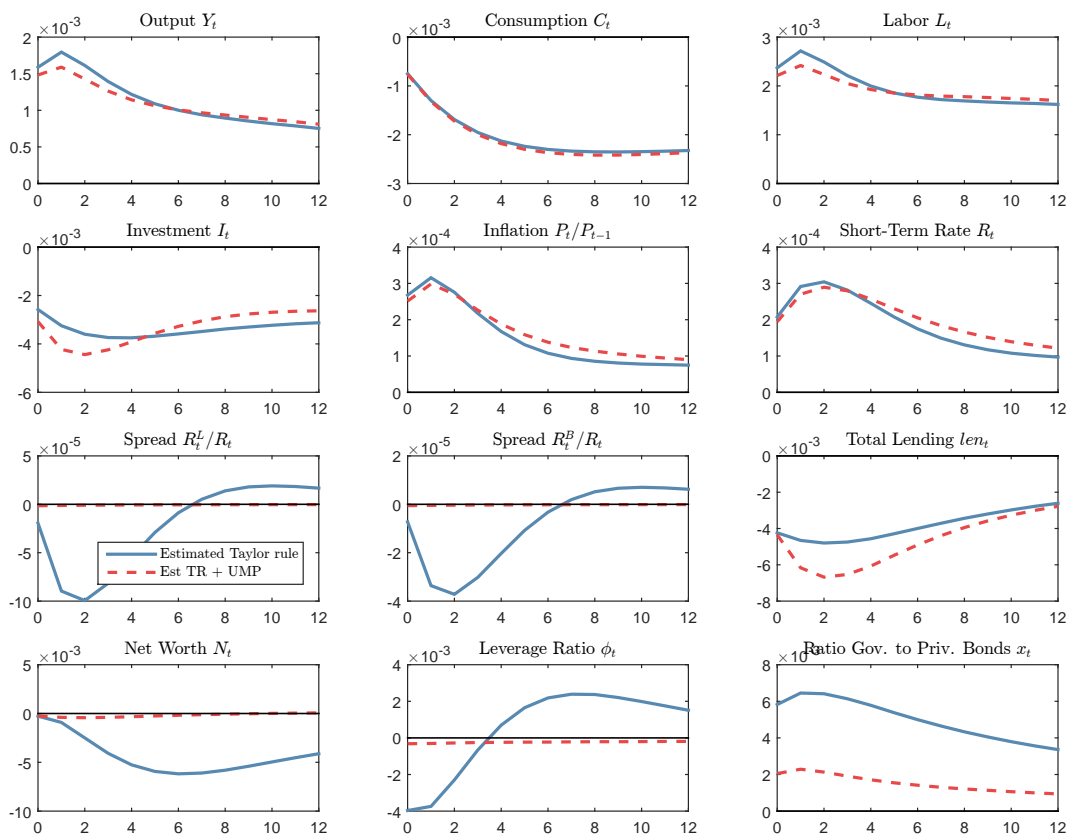 Output Y_t
×10^-3
2
1.5
1
0.5
0
0 2 4 6 8 10 12
Consumption C_t
×10^-3
0
-1
-2
-3
0 2 4 6 8 10 12
Labor L_t
×10^-3
3
2
1
0
0 2 4 6 8 10 12
Investment I_t
×10^-3
0
-2
-4
-6
0 2 4 6 8 10 12
Inflation P_t/P_{t-1}
×10^-4
4
3
2
1
0
0 2 4 6 8 10 12
Short-Term Rate R_t
×10^-4
4
3
2
1
0
0 2 4 6 8 10 12
Spread R_t^L/R_t
×10^-5
5
0
-5
-10
Estimated Taylor rule
Est TR + UMP
0 2 4 6 8 10 12
Spread R_t^B/R_t
×10^-5
2
0
-2
-4
0 2 4 6 8 10 12
Total Lending len_t
×10^-3
0
-2
-4
-6
-8
0 2 4 6 8 10 12
Net Worth N_t
×10^-3
5
0
-5
-10
0 2 4 6 8 10 12
Leverage Ratio ϕ_t
×10^-3
4
2
0
-2
-4
0 2 4 6 8 10 12
Ratio Gov. to Priv. Bonds x_t
×10^-3
8
6
4
2
0
0 2 4 6 8 10 12